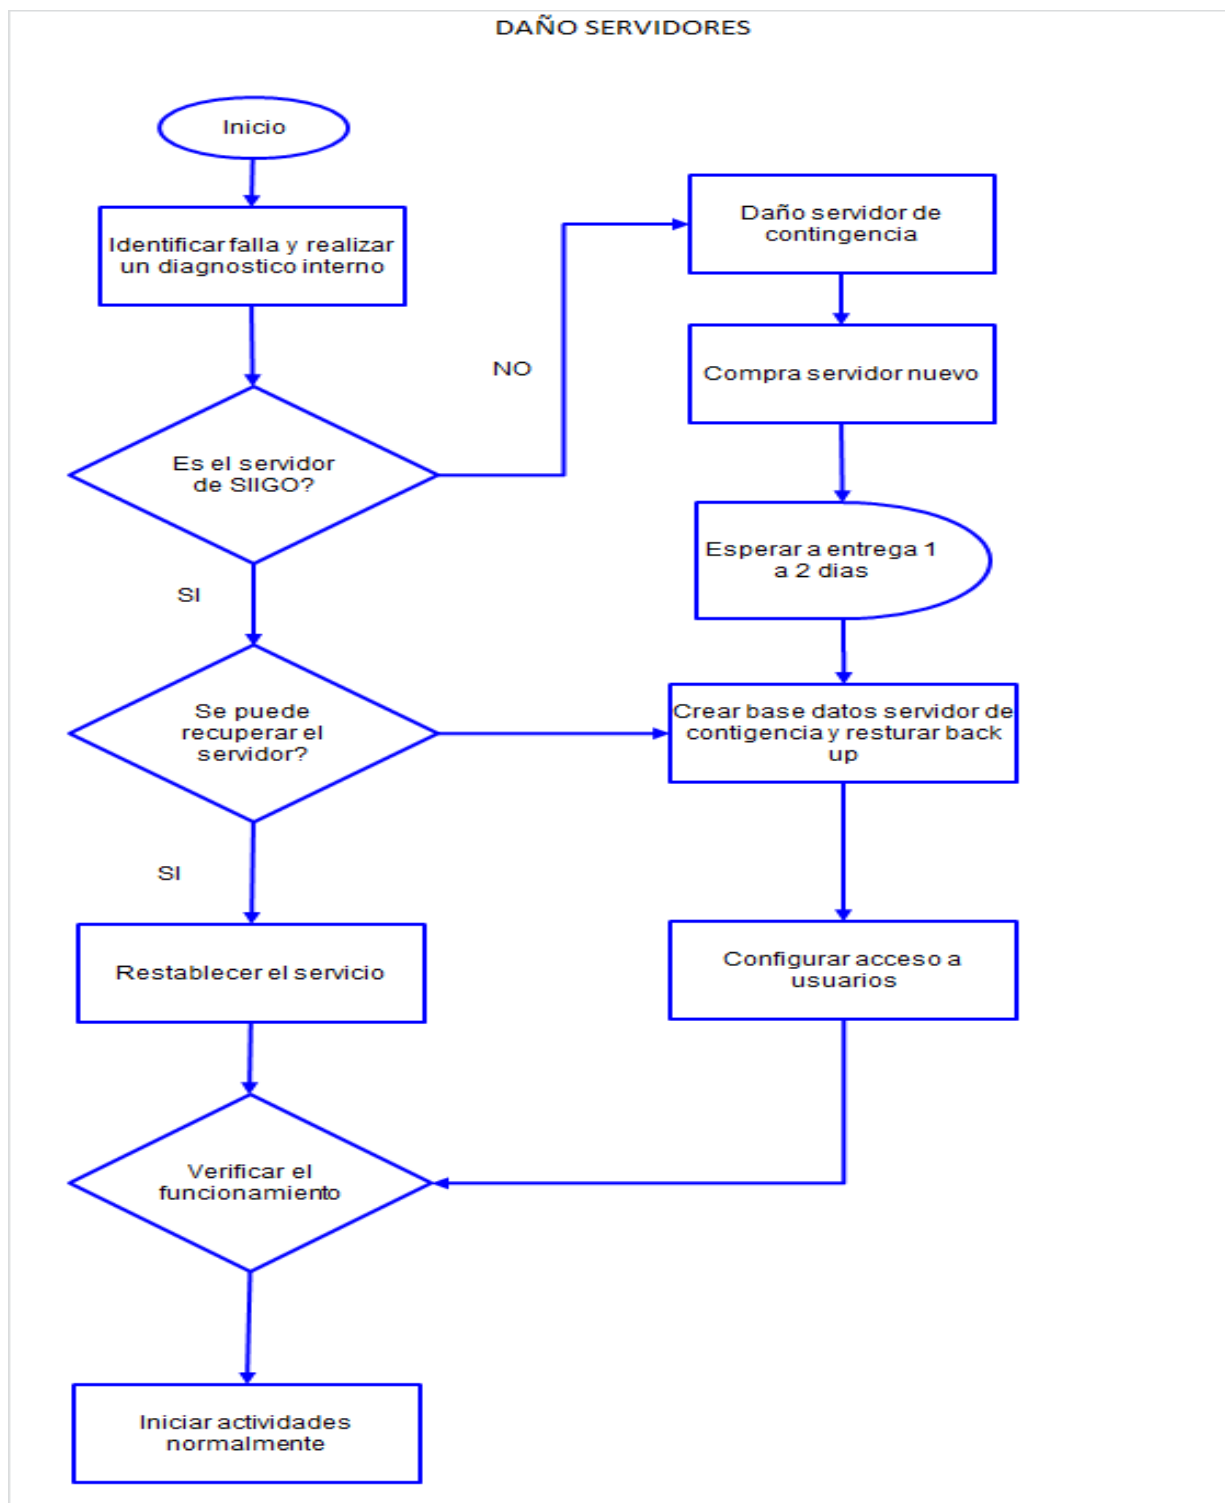 DAÑO SERVIDORES
Inicio
Identificar falla y realizar
un diagnostico interno
Es el servidor
de SIIGO?
NO
SI
Se puede
recuperar el
servidor?
SI
Restablecer el servicio
Verificar el
funcionamiento
Iniciar actividades
normalmente
Daño servidor de
contingencia
Compra servidor nuevo
Esperar a entrega 1
a 2 dias
Crear base datos servidor de
contigencia y resturar back
up
Configurar acceso a
usuarios